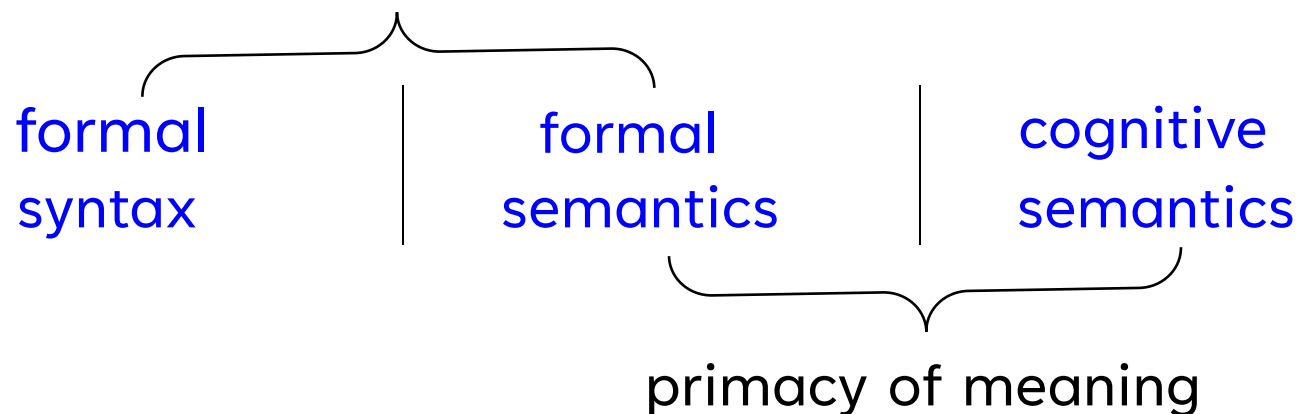 formal
syntax
formal
semantics
cognitive
semantics
primacy of meaning